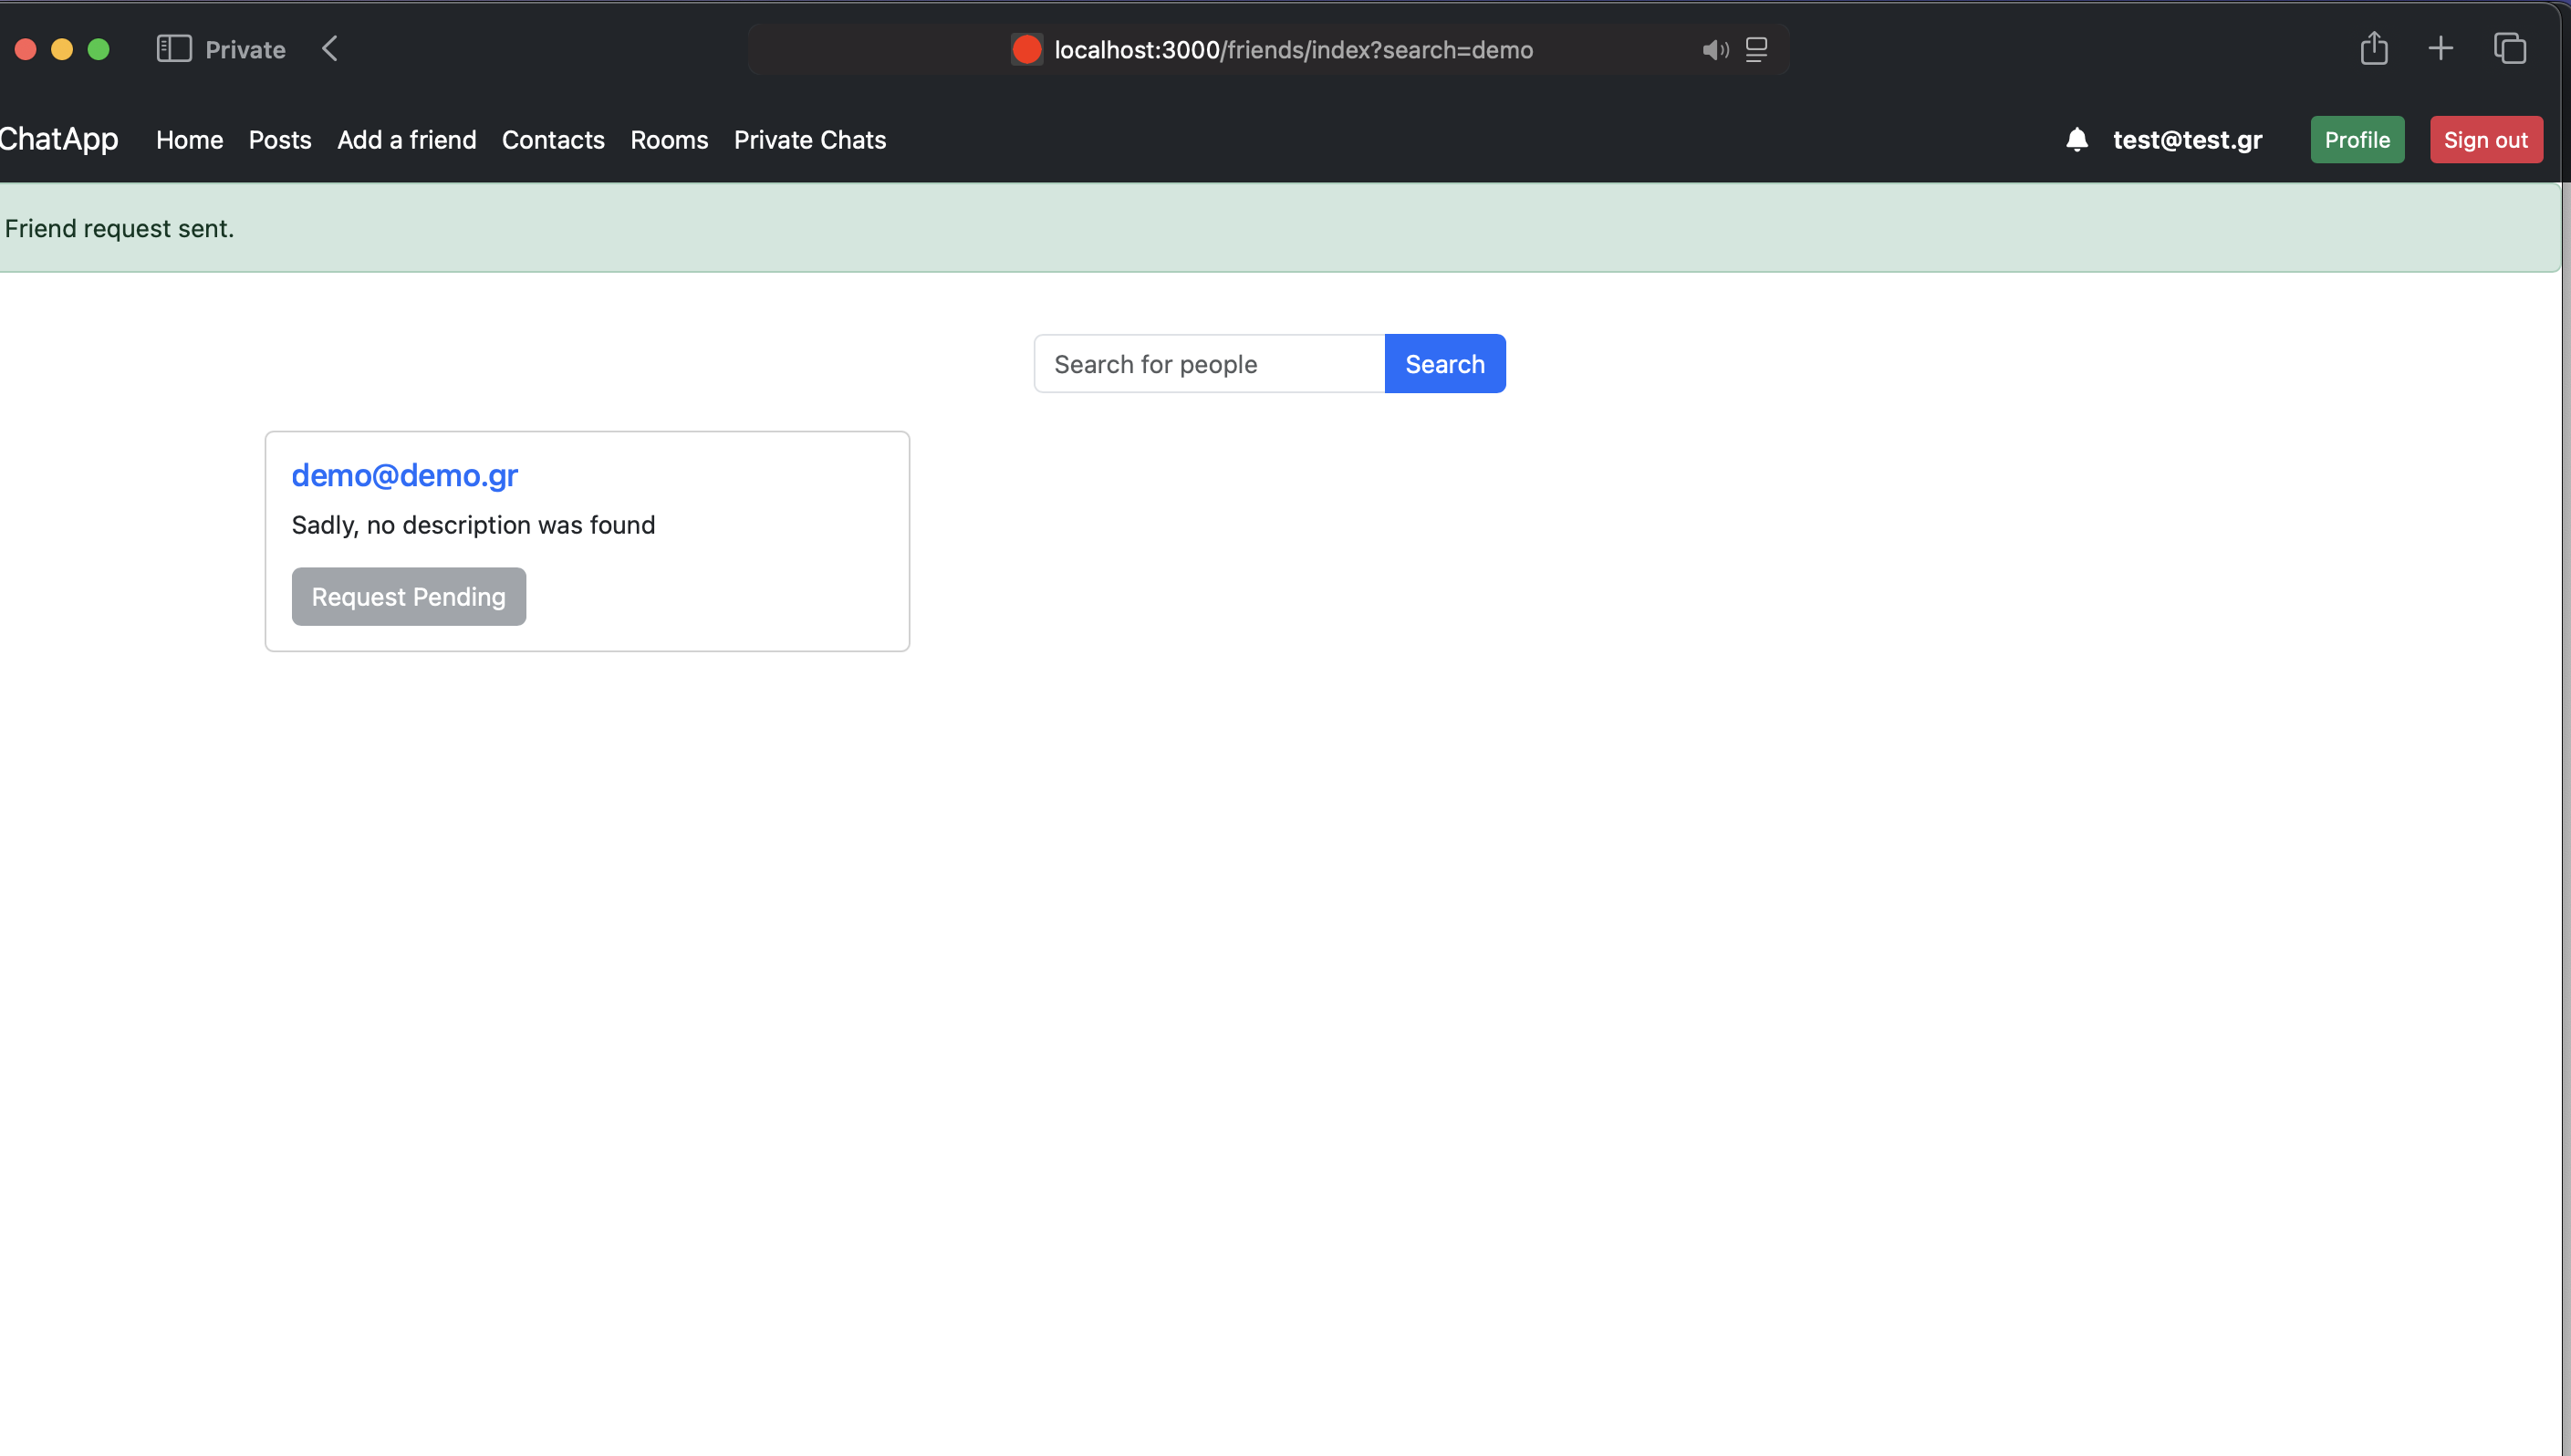 Private
localhost:3000/friends/index?search=demo
ChatApp Home Posts Add a friend Contacts Rooms Private Chats test@test.gr Profile Sign out
Friend request sent.
Search for people Search
demo@demo.gr
Sadly, no description was found
Request Pending